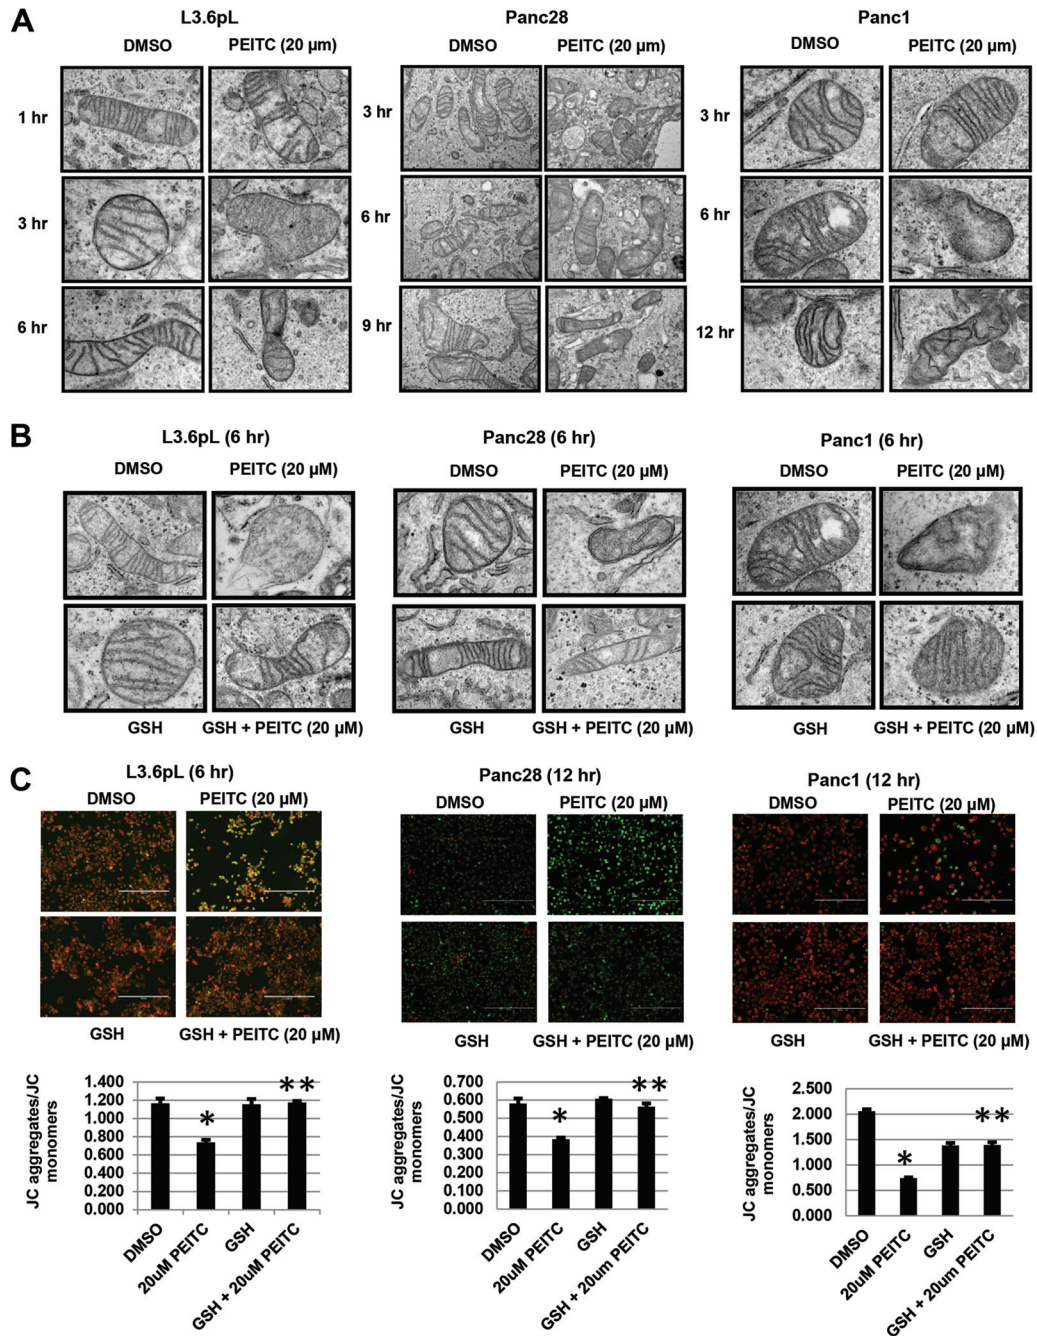 A
L3.6pL Panc28 Panc1
DMSO PEITC (20 µm) DMSO PEITC (20 µm) DMSO PEITC (20 µm)
1 hr 3 hr 3 hr
3 hr 6 hr 6 hr
6 hr 9 hr 12 hr
B
L3.6pL (6 hr) Panc28 (6 hr) Panc1 (6 hr)
DMSO PEITC (20 µM) DMSO PEITC (20 µM) DMSO PEITC (20 µM)
GSH GSH + PEITC (20 µM) GSH GSH + PEITC (20 µM) GSH GSH + PEITC (20 µM)
C
L3.6pL (6 hr) Panc28 (12 hr) Panc1 (12 hr)
DMSO PEITC (20 µM) DMSO PEITC (20 µM) DMSO PEITC (20 µM)
GSH GSH + PEITC (20 µM) GSH GSH + PEITC (20 µM) GSH GSH + PEITC (20 µM)
JC aggregates/JC
monomers
1.400
1.200
1.000
0.800
0.600
0.400
0.200
0.000
*
**
DMSO
20uM PEITC
GSH
GSH + 20uM PEITC
JC aggregates/JC
monomers
0.700
0.600
0.500
0.400
0.300
0.200
0.100
0.000
*
**
DMSO
20uM PEITC
GSH
GSH + 20um PEITC
JC aggregates/JC
monomers
2.500
2.000
1.500
1.000
0.500
0.000
*
**
DMSO
20uM PEITC
GSH
GSH + 20um PEITC